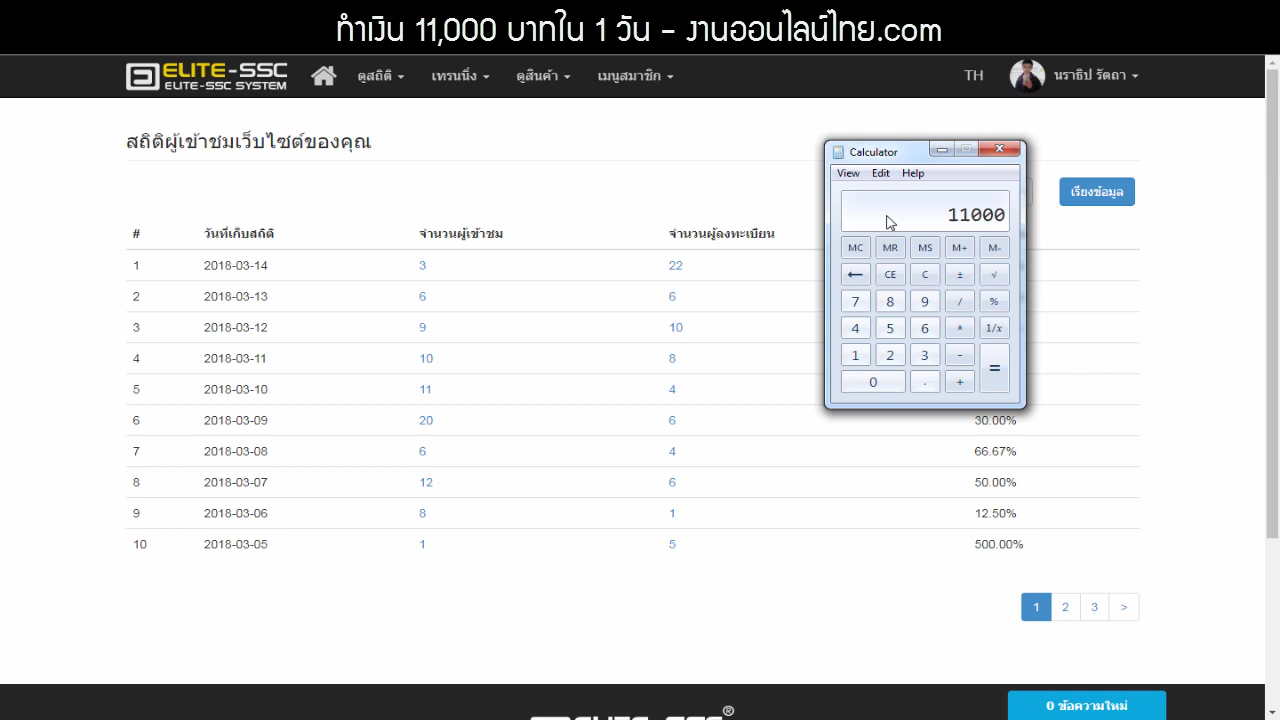 ทำเงิน 11,000 บาทใน 1 วัน - งานออนไลน์ไทย.com
ELITE-SSC
ELITE-SSC SYSTEM
ดูสถิติ
เทรนนิ่ง
ดูสินค้า
เมนูสมาชิก
TH
นราธิป รัตถา
สถิติผู้เข้าชมเว็บไซต์ของคุณ
เรียงข้อมูล
# วันที่เก็บสถิติ จำนวนผู้เข้าชม จำนวนผู้ลงทะเบียน
1 2018-03-14 3 22
2 2018-03-13 6 6
3 2018-03-12 9 10
4 2018-03-11 10 8
5 2018-03-10 11 4
6 2018-03-09 20 6 30.00%
7 2018-03-08 6 4 66.67%
8 2018-03-07 12 6 50.00%
9 2018-03-06 8 1 12.50%
10 2018-03-05 1 5 500.00%
Calculator
View Edit Help
11000
MC MR MS M+ M-
← CE C ± √
7 8 9 / %
4 5 6 * 1/x
1 2 3 - =
0 . +
1 2 3 >
ELITE-SSC ®
0 ข้อความใหม่